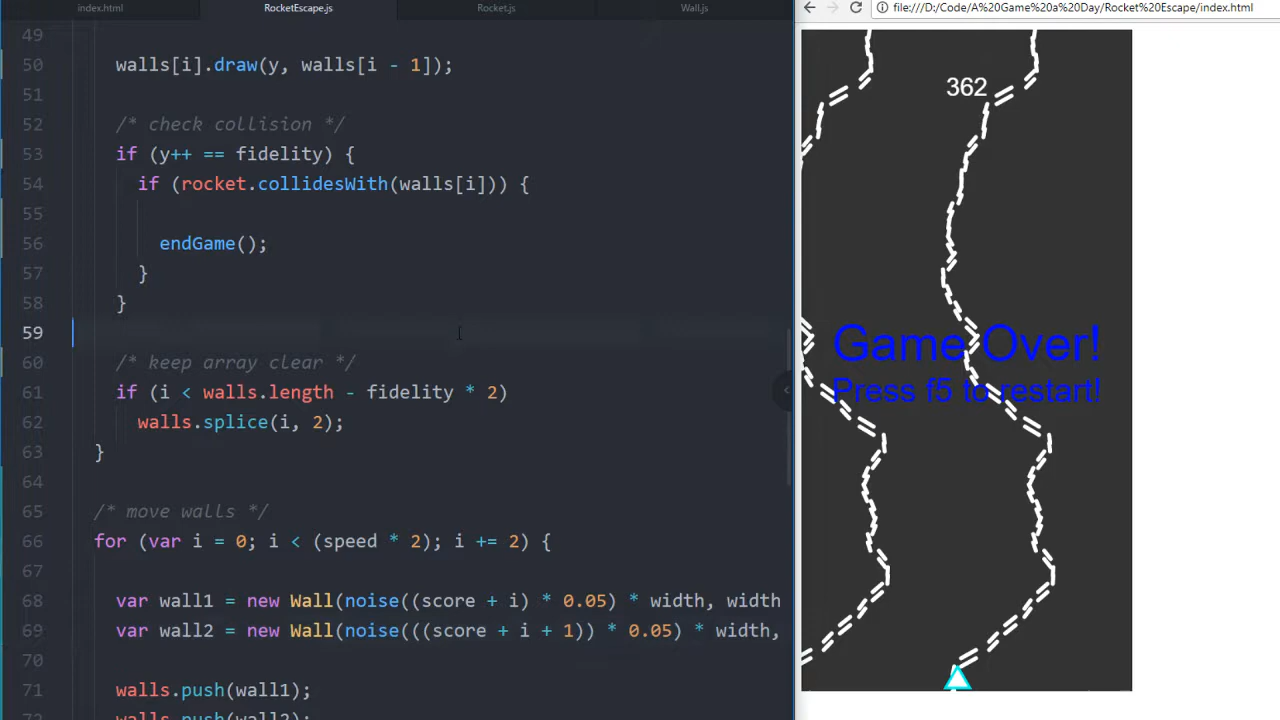 index.html
RocketEscape.js
Rocket.js
Wall.js
49
50 walls[i].draw(y, walls[i - 1]);
51
52 /* check collision */
53 if (y++ == fidelity) {
54 if (rocket.collidesWith(walls[i])) {
55
56 endGame();
57 }
58 }
59
60 /* keep array clear */
61 if (i < walls.length - fidelity * 2)
62 walls.splice(i, 2);
63 }
64
65 /* move walls */
66 for (var i = 0; i < (speed * 2); i += 2) {
67
68 var wall1 = new Wall(noise((score + i) * 0.05) * width, width
69 var wall2 = new Wall(noise(((score + i + 1)) * 0.05) * width,
70
71 walls.push(wall1);
walls.push(wall2);
file:///D:/Code/A%20Game%20a%20Day/Rocket%20Escape/index.html
362
Game Over!
Press f5 to restart!